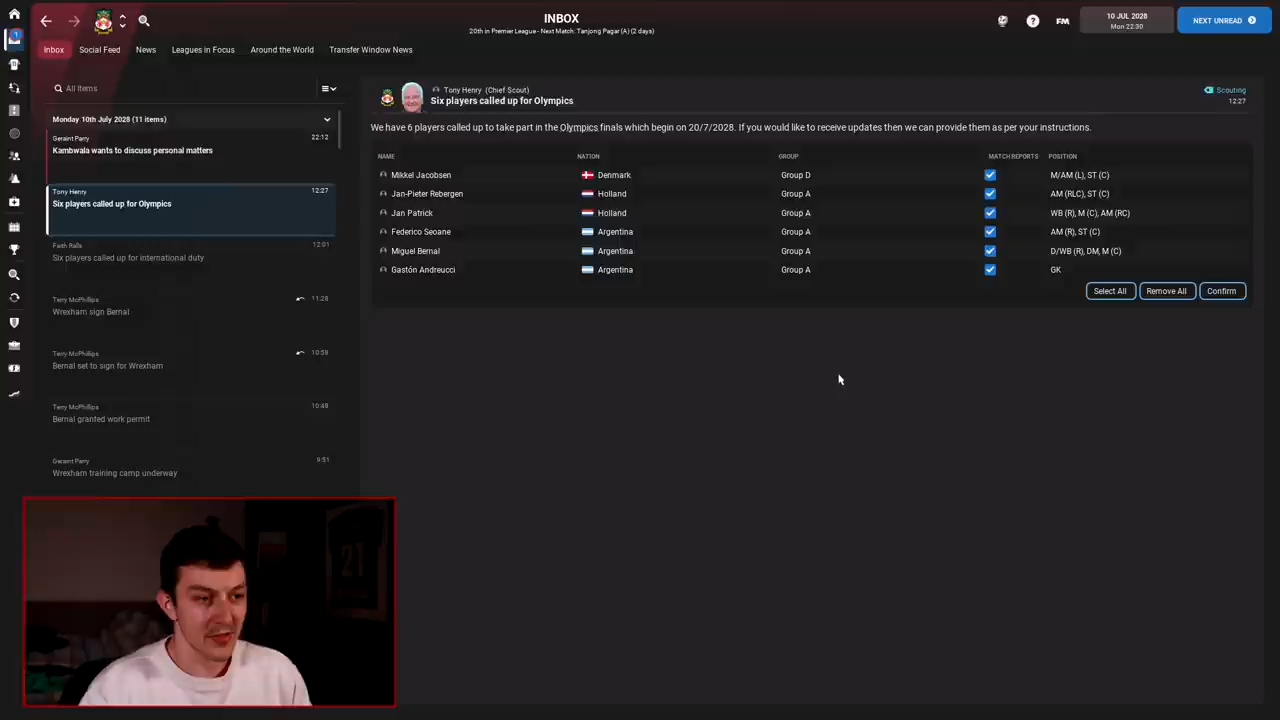 INBOX
20th in Premier League - Next Match: Tanjong Pagar (A) (2 days)
FM
10 JUL 2028
Mon 22:30
NEXT UNREAD
1
Inbox
Social Feed
News
Leagues in Focus
Around the World
Transfer Window News
All Items
Monday 10th July 2028 (11 items)
Geraint Parry
22:12
Kambwala wants to discuss personal matters
Tony Henry
12:27
Six players called up for Olympics
Faith Ralls
12:01
Six players called up for international duty
Terry McPhillips
11:28
Wrexham sign Bernal
Terry McPhillips
10:59
Bernal set to sign for Wrexham
Terry McPhillips
10:48
Bernal granted work permit
Geraint Parry
9:51
Wrexham training camp underway
Tony Henry (Chief Scout)
Six players called up for Olympics
Scouting
12:27
We have 6 players called up to take part in the Olympics finals which begin on 20/7/2028. If you would like to receive updates then we can provide them as per your instructions.
NAME NATION GROUP MATCH REPORTS POSITION
Mikkel Jacobsen Denmark Group D M/AM (L), ST (C)
Jan-Pieter Rebergen Holland Group A AM (RLC), ST (C)
Jan Patrick Holland Group A WB (R), M (C), AM (RC)
Federico Seoane Argentina Group A AM (R), ST (C)
Miguel Bernal Argentina Group A D/WB (R), DM, M (C)
Gastón Andreucci Argentina Group A GK
Select All
Remove All
Confirm
21